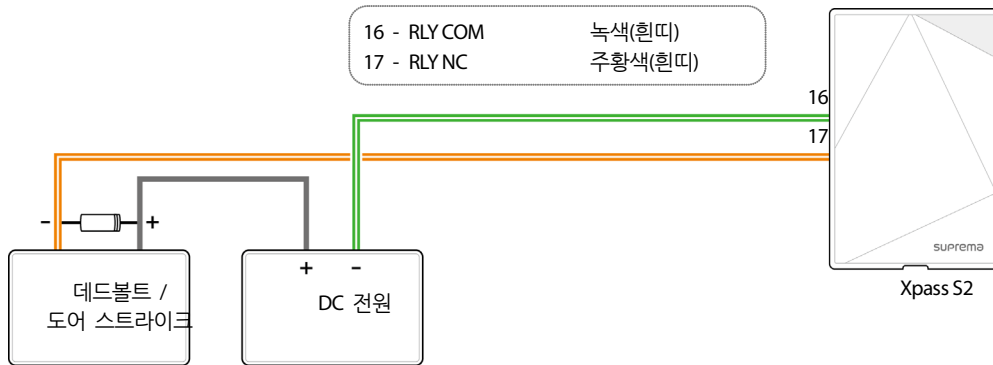 16 - RLY COM 녹색(흰띠)
17 - RLY NC 주황색(흰띠)
16
17
- +
+ -
데드볼트 /
도어 스트라이크
DC 전원
suprema
Xpass S2